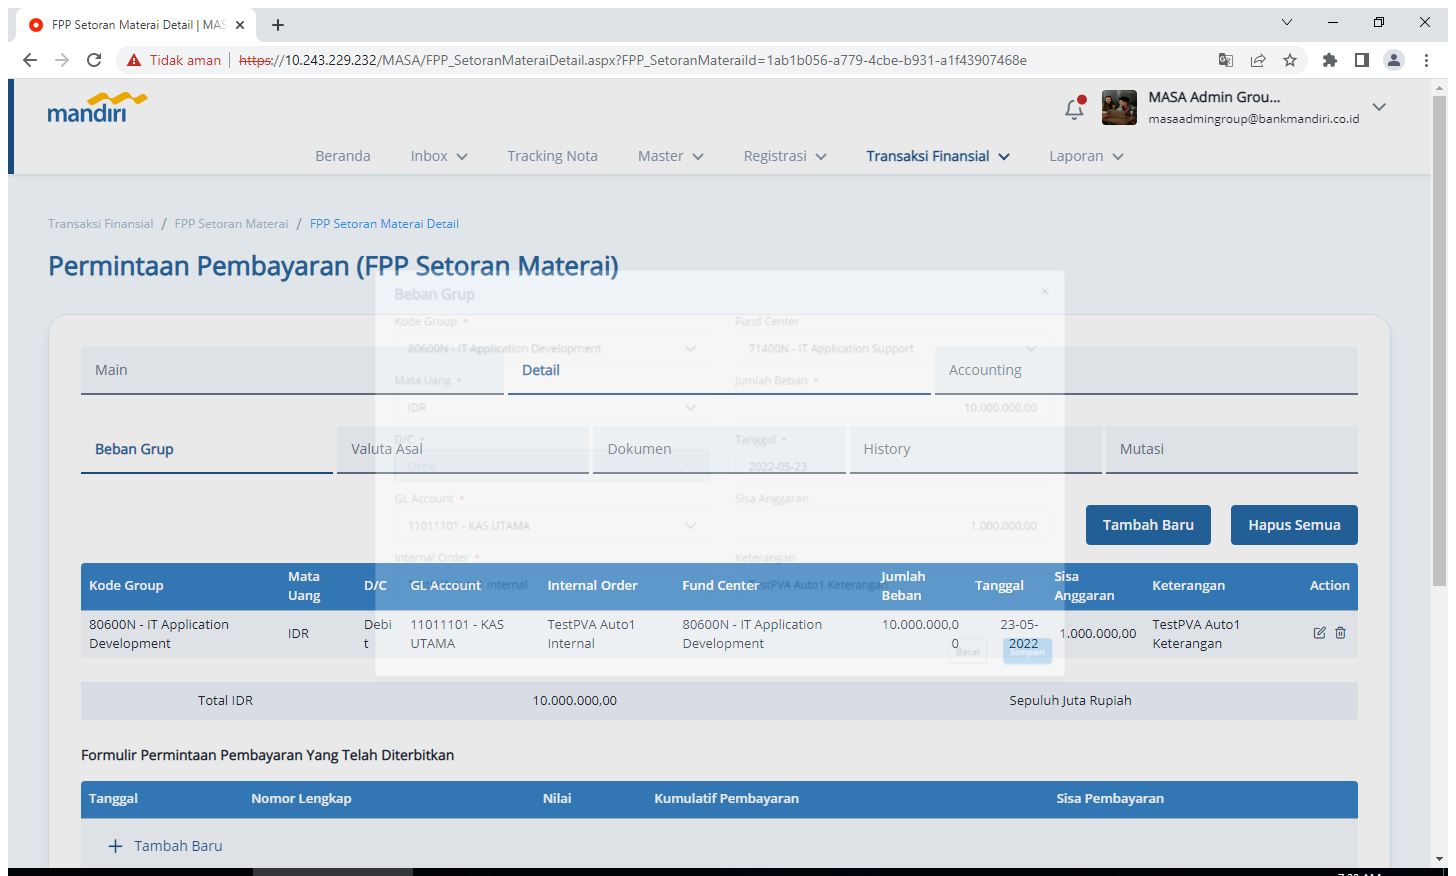 FPP Setoran Materai Detail | MAS
Tidak aman
https://10.243.229.232/MASA/FPP_SetoranMateraiDetail.aspx?FPP_SetoranMateraiId=1ab1b056-a779-4cbe-b931-a1f43907468e
mandiri
MASA Admin Grou...
masaadmingroup@bankmandiri.co.id
Beranda Inbox Tracking Nota Master Registrasi Transaksi Finansial Laporan
Transaksi Finansial / FPP Setoran Materai / FPP Setoran Materai Detail
Permintaan Pembayaran (FPP Setoran Materai)
Beban Grup ×
Kode Group * Fund Center
80600N - IT Application Development 71400N - IT Application Support
Main Detail Accounting
Mata Uang * Jumlah Beban *
IDR 10.000.000,00
D/C * Tanggal *
Beban Grup Valuta Asal Dokumen History Mutasi
Debit 2022-05-23
GL Account * Sisa Anggaran
11011101 - KAS UTAMA 1.000.000,00
Tambah Baru Hapus Semua
Internal Order * Keterangan
Internal TestPVA Auto1 Keterangan
Kode Group Mata Uang D/C GL Account Internal Order Fund Center Jumlah Beban Tanggal Sisa Anggaran Keterangan Action
80600N - IT Application Development IDR Debit 11011101 - KAS UTAMA TestPVA Auto1 Internal 80600N - IT Application Development 10.000.000,00 23-05-2022 1.000.000,00 TestPVA Auto1 Keterangan
Batal Simpan
Total IDR 10.000.000,00 Sepuluh Juta Rupiah
Formulir Permintaan Pembayaran Yang Telah Diterbitkan
Tanggal Nomor Lengkap Nilai Kumulatif Pembayaran Sisa Pembayaran
+ Tambah Baru